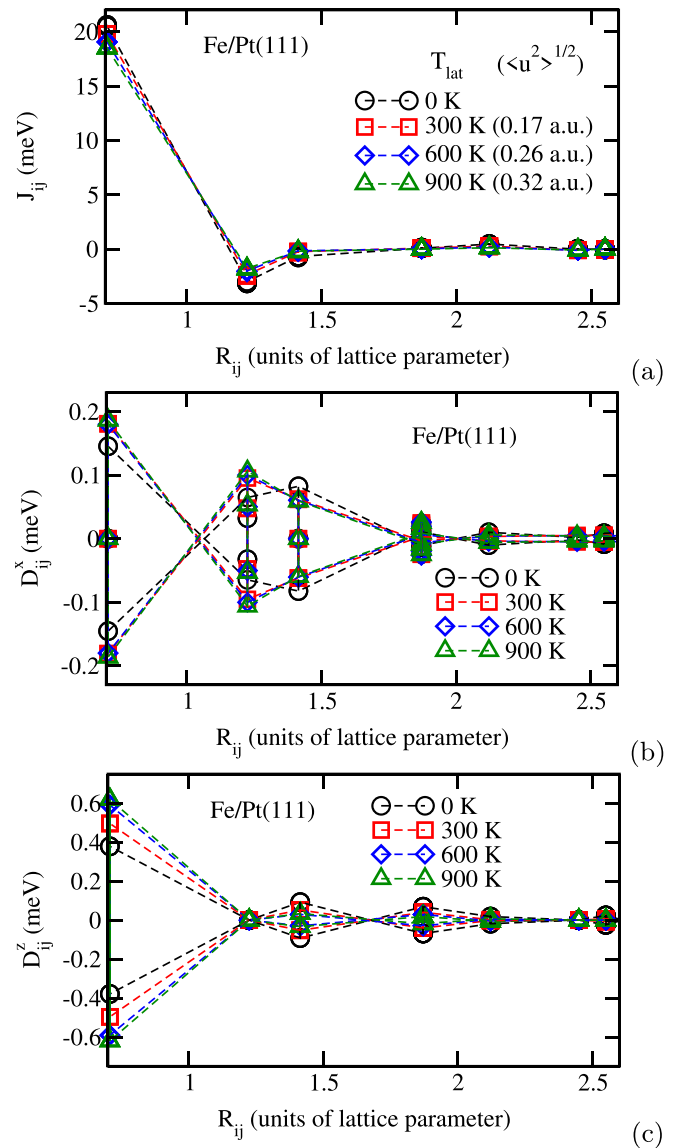 Fe/Pt(111)
T_lat (<u²>^1/2)
0 K
300 K (0.17 a.u.)
600 K (0.26 a.u.)
900 K (0.32 a.u.)
J_ij (meV)
20
15
10
5
0
-5
1 1.5 2 2.5
R_ij (units of lattice parameter)
(a)
Fe/Pt(111)
0 K
300 K
600 K
900 K
D_ij^x (meV)
0.2
0.1
0
-0.1
-0.2
1 1.5 2 2.5
R_ij (units of lattice parameter)
(b)
Fe/Pt(111)
0 K
300 K
600 K
900 K
D_ij^z (meV)
0.6
0.4
0.2
0
-0.2
-0.4
-0.6
1 1.5 2 2.5
R_ij (units of lattice parameter)
(c)